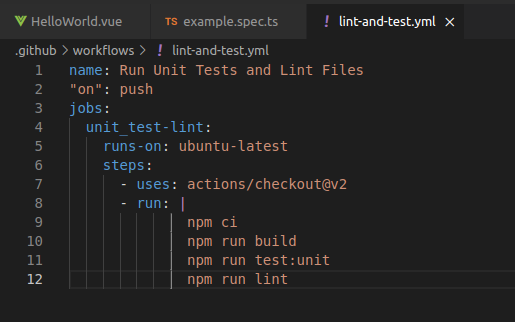 HelloWorld.vue TS example.spec.ts ! lint-and-test.yml ×
.github > workflows > ! lint-and-test.yml
1 name: Run Unit Tests and Lint Files
2 "on": push
3 jobs:
4 unit_test-lint:
5 runs-on: ubuntu-latest
6 steps:
7 - uses: actions/checkout@v2
8 - run: |
9 npm ci
10 npm run build
11 npm run test:unit
12 npm run lint